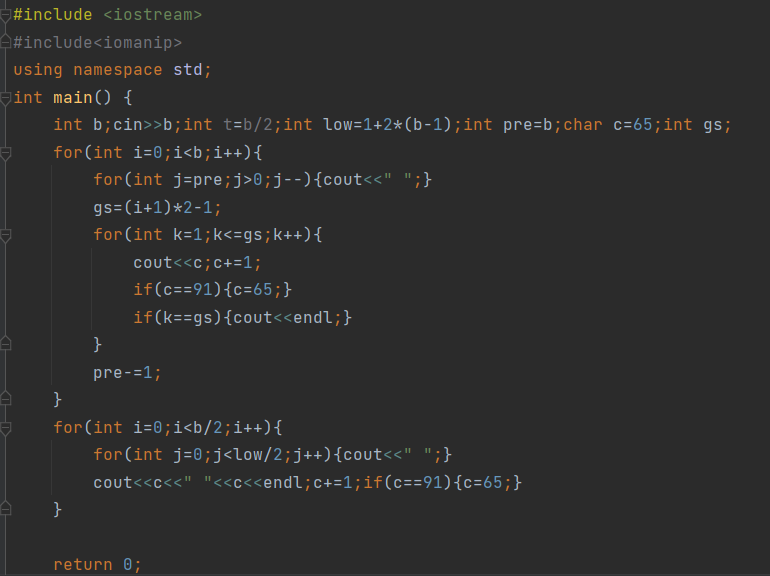 #include <iostream>
#include<iomanip>
using namespace std;
int main() {
    int b;cin>>b;int t=b/2;int low=1+2*(b-1);int pre=b;char c=65;int gs;
    for(int i=0;i<b;i++){
        for(int j=pre;j>0;j--){cout<<" ";}
        gs=(i+1)*2-1;
        for(int k=1;k<=gs;k++){
            cout<<c;c+=1;
            if(c==91){c=65;}
            if(k==gs){cout<<endl;}
        }
        pre-=1;
    }
    for(int i=0;i<b/2;i++){
        for(int j=0;j<low/2;j++){cout<<" ";}
        cout<<c<<" "<<c<<endl;c+=1;if(c==91){c=65;}
    }
    return 0;